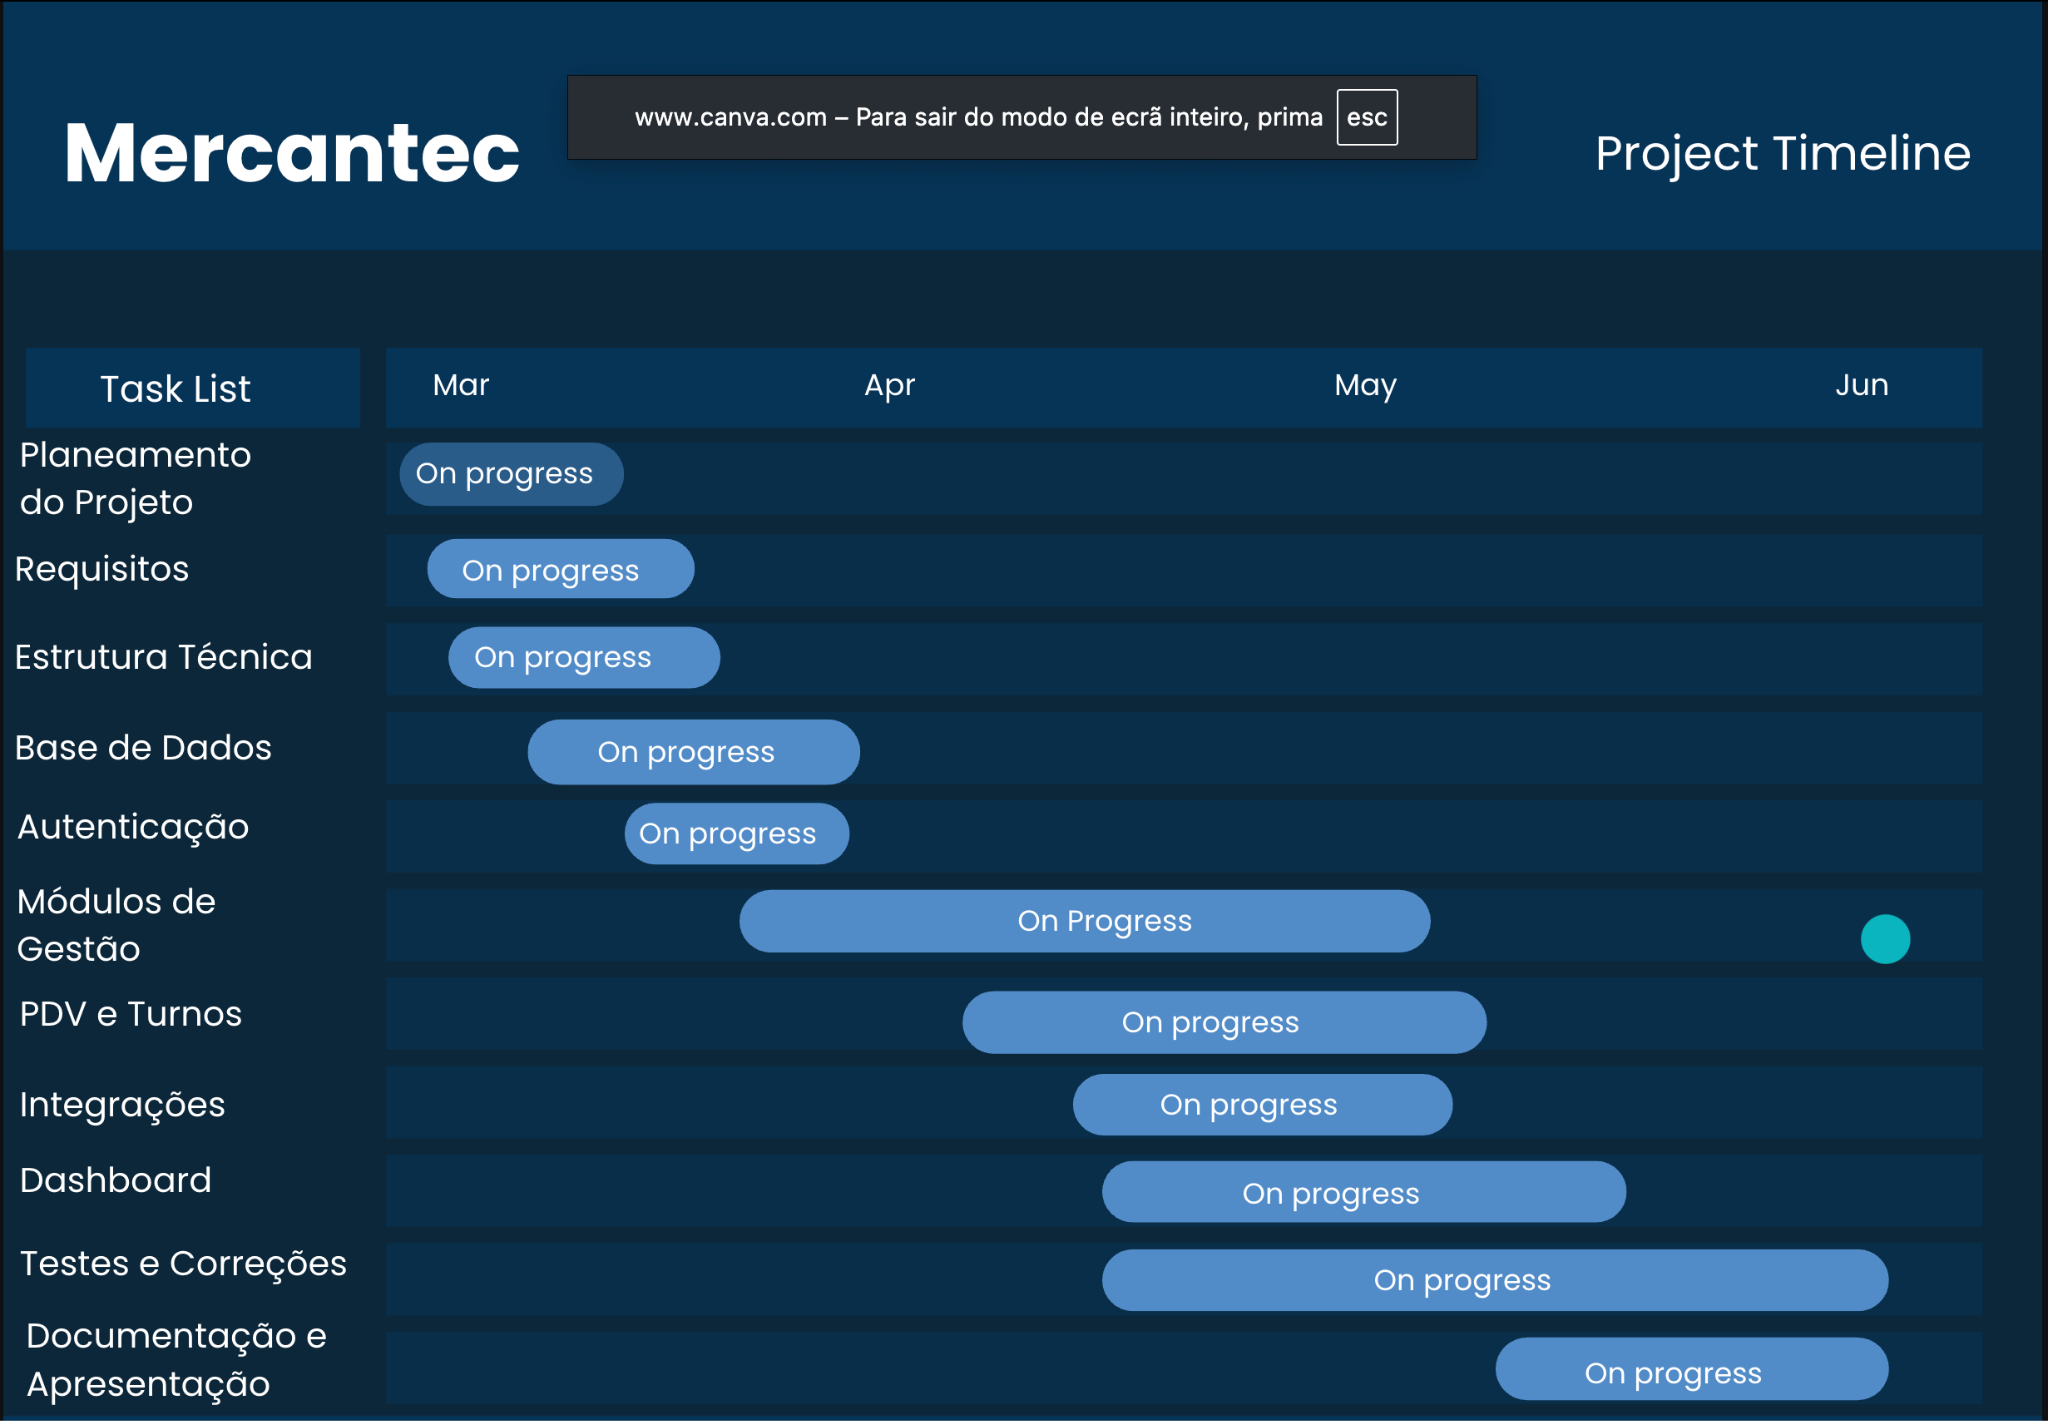 Mercantec
www.canva.com – Para sair do modo de ecrã inteiro, prima esc
Project Timeline
Task List
Mar
Apr
May
Jun
Planeamento
do Projeto
On progress
Requisitos
On progress
Estrutura Técnica
On progress
Base de Dados
On progress
Autenticação
On progress
Módulos de
Gestão
On Progress
PDV e Turnos
On progress
Integrações
On progress
Dashboard
On progress
Testes e Correções
On progress
Documentação e
Apresentação
On progress